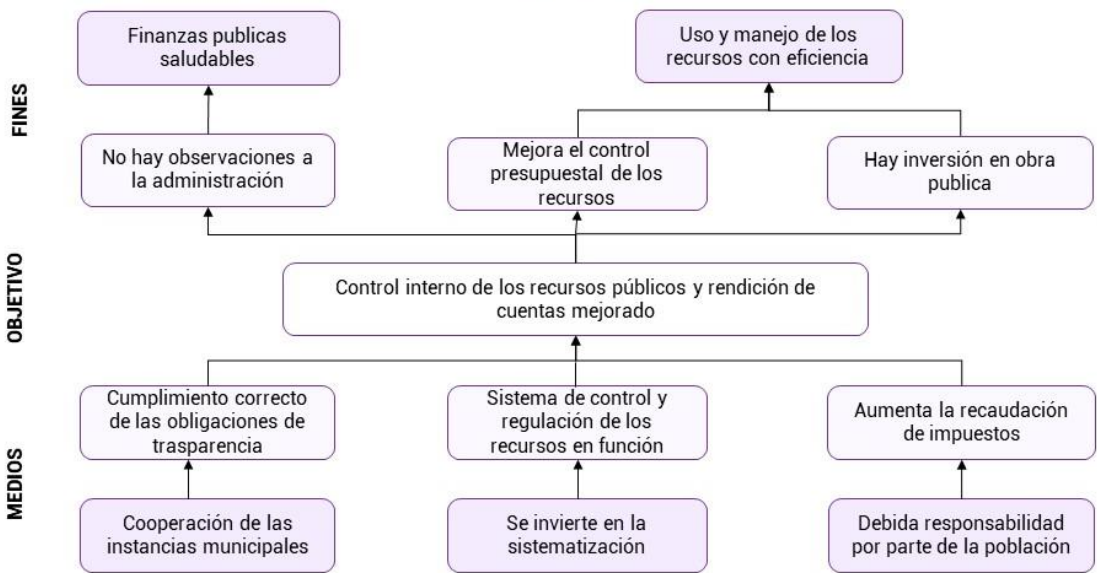 FINES
Finanzas publicas
saludables
Uso y manejo de los
recursos con eficiencia
No hay observaciones a
la administración
Mejora el control
presupuestal de los
recursos
Hay inversión en obra
publica
OBJETIVO
Control interno de los recursos públicos y rendición de
cuentas mejorado
MEDIOS
Cumplimiento correcto
de las obligaciones de
trasparencia
Sistema de control y
regulación de los
recursos en función
Aumenta la recaudación
de impuestos
Cooperación de las
instancias municipales
Se invierte en la
sistematización
Debida responsabilidad
por parte de la población